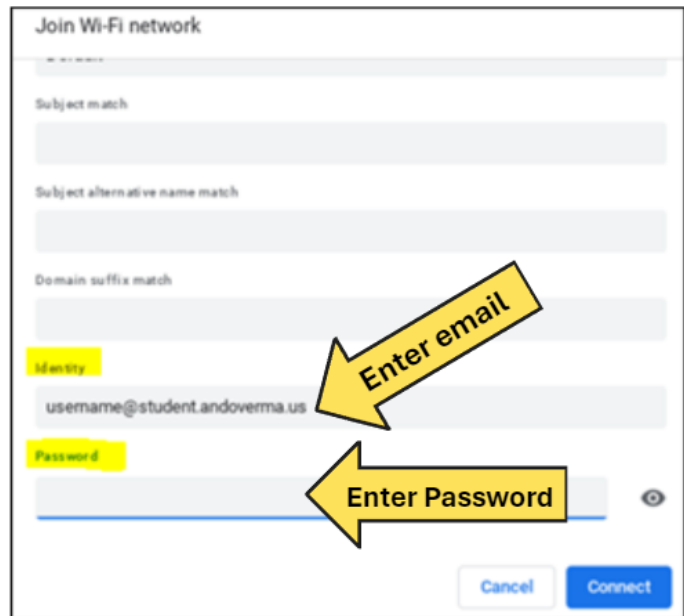 Join Wi-Fi network
Subject match
Subject alternative name match
Domain suffix match
Enter email
Identity
username@student.andoverma.us
Password
Enter Password
Cancel
Connect